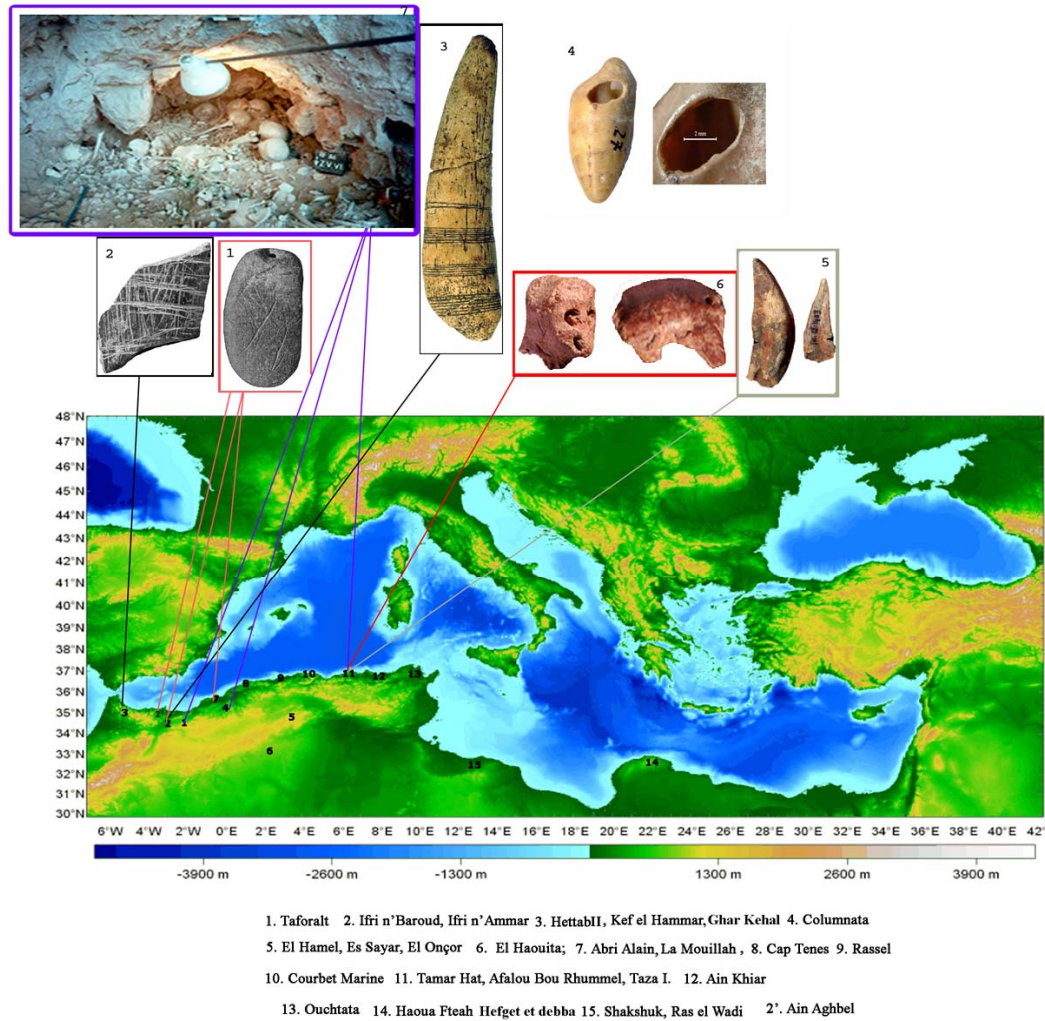 7
3
4
2 mm
27
2
1
6
5
48°N
47°N
46°N
45°N
44°N
43°N
42°N
41°N
40°N
39°N
38°N
37°N
36°N
35°N
34°N
33°N
32°N
31°N
30°N
3
2'
2
1
7
4
8
9
10
11
12
13
5
6
15
14
6°W 4°W 2°W 0°E 2°E 4°E 6°E 8°E 10°E 12°E 14°E 16°E 18°E 20°E 22°E 24°E 26°E 28°E 30°E 32°E 34°E 36°E 38°E 40°E 42°
-3900 m -2600 m -1300 m 1300 m 2600 m 3900 m
1. Taforalt 2. Ifri n'Baroud, Ifri n'Ammar 3. HettabII, Kef el Hammar, Ghar Kehal 4. Columnata
5. El Hamel, Es Sayar, El Onçor 6. El Haouita; 7. Abri Alain, La Mouillah , 8. Cap Tenes 9. Rassel
10. Courbet Marine 11. Tamar Hat, Afalou Bou Rhummel, Taza I. 12. Ain Khiar
13. Ouchtata 14. Haoua Fteah Hefget et debba 15. Shakshuk, Ras el Wadi 2'. Ain Aghbel